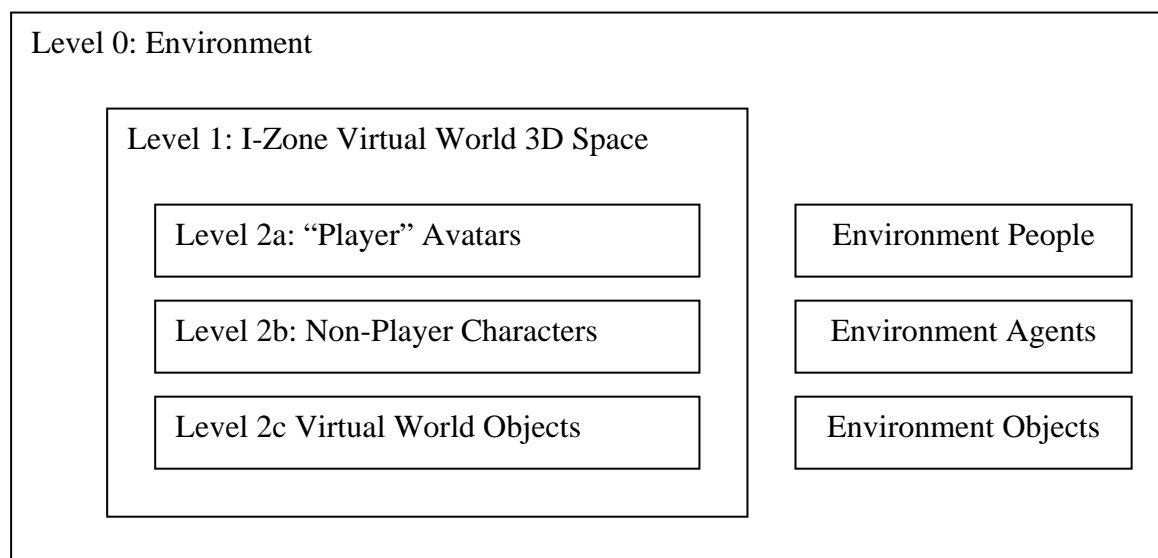 Level 0: Environment
Level 1: I-Zone Virtual World 3D Space
Level 2a: “Player” Avatars
Environment People
Level 2b: Non-Player Characters
Environment Agents
Level 2c Virtual World Objects
Environment Objects